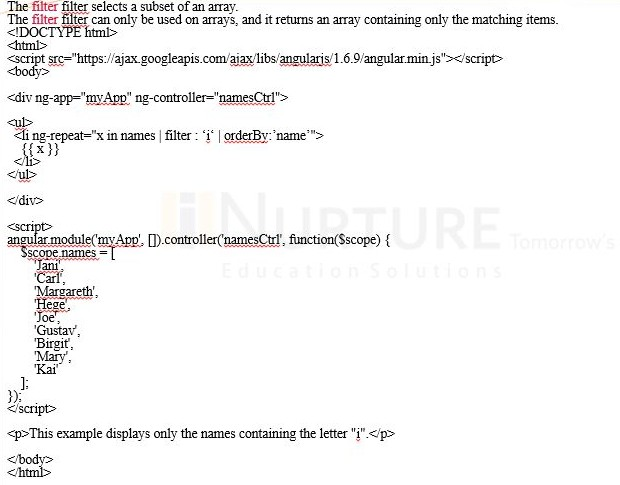 The filter filter selects a subset of an array.
The filter filter can only be used on arrays, and it returns an array containing only the matching items.
<!DOCTYPE html>
<html>
<script src="https://ajax.googleapis.com/ajax/libs/angularjs/1.6.9/angular.min.js"></script>
<body>
<div ng-app="myApp" ng-controller="namesCtrl">
<ul>
<li ng-repeat="x in names | filter : ‘i‘ | orderBy:’name’">
{{ x }}
</li>
</ul>
</div>
<script>
angular.module('myApp', []).controller('namesCtrl', function($scope) {
$scope.names = [
'Jani',
'Carl',
'Margareth',
'Hege',
'Joe',
'Gustav',
'Birgit',
'Mary',
'Kai'
];
});
</script>
<p>This example displays only the names containing the letter "i".</p>
</body>
</html>
iNURTURE Tomorrow's
Education Solutions